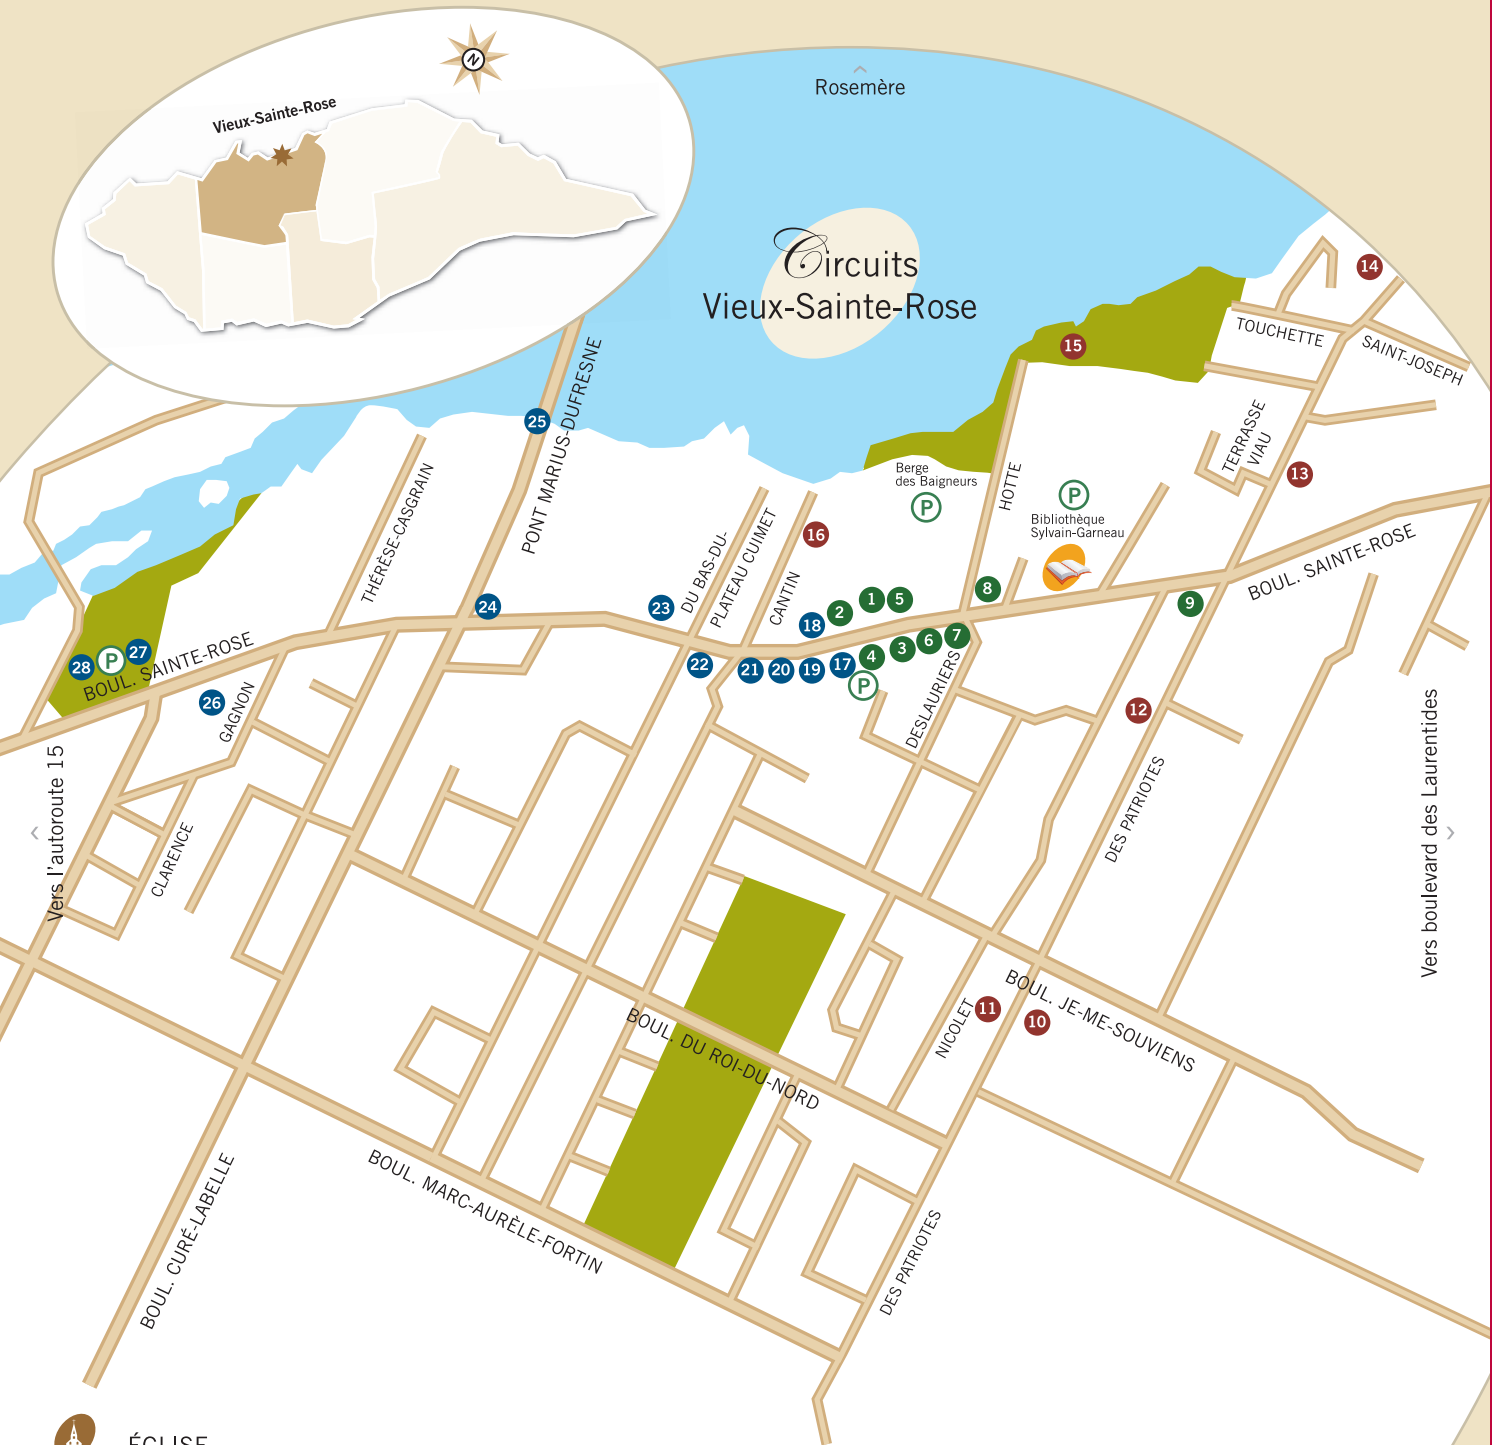 N
Vieux-Sainte-Rose
Rosemère
Circuits
Vieux-Sainte-Rose
14
TOUCHETTE
SAINT-JOSEPH
15
25
PONT MARIUS-DUFRESNE
THÉRÈSE-CASGRAIN
TERRASSE
VIAU
13
Berge
des Baigneurs
P
HOTTE
P
Bibliothèque
Sylvain-Garneau
BOUL. SAINTE-ROSE
16
DU BAS-DU-
PLATEAU CUIMET
CANTIN
24
23
18
2
1
5
8
9
28
P
27
BOUL. SAINTE-ROSE
26
GAGNON
22
21
20
19
17
4
3
6
7
P
DESLAURIERS
12
DES PATRIOTES
Vers l'autoroute 15
Vers boulevard des Laurentides
CLARENCE
BOUL. JE-ME-SOUVIENS
NICOLET
11
10
BOUL. DU ROI-DU-NORD
BOUL. MARC-AURÈLE-FORTIN
BOUL. CURÉ-LABELLE
DES PATRIOTES
ÉGLISE